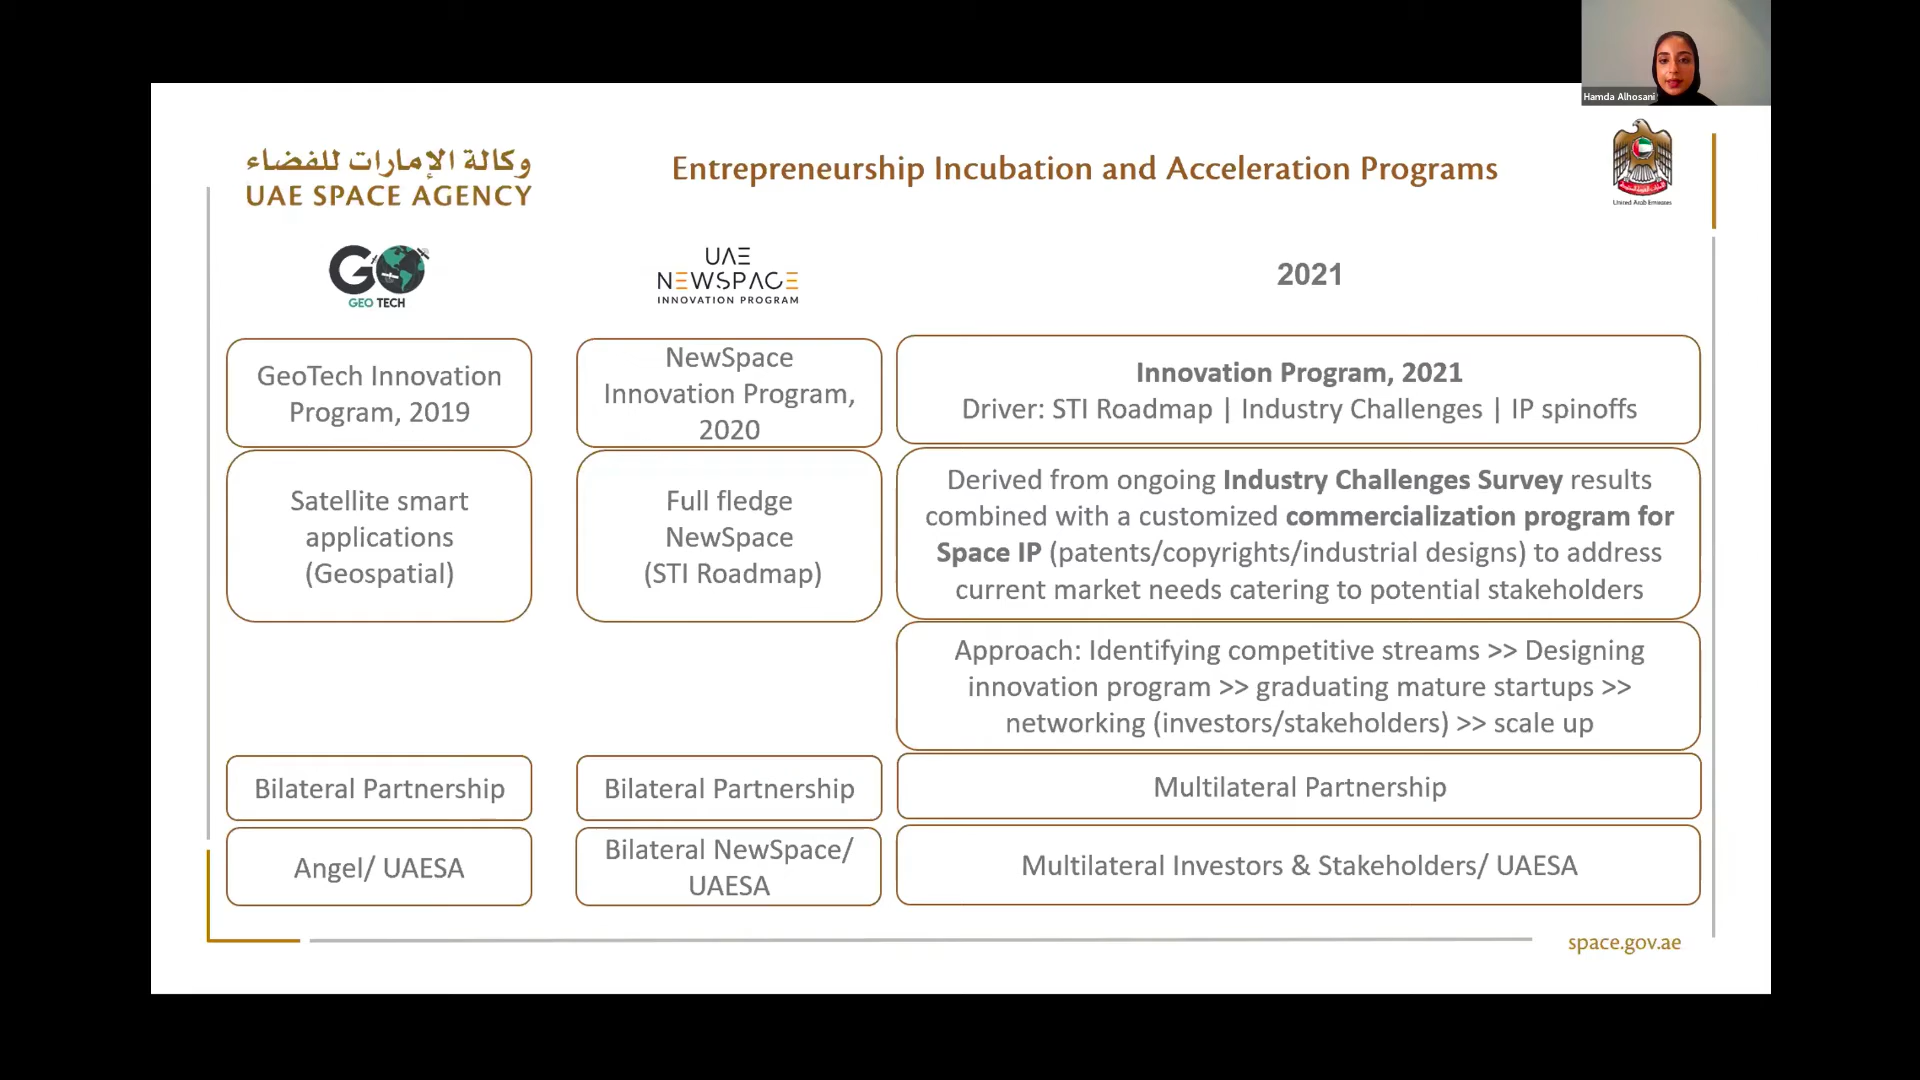 Hamda Alhosani
وكالة الإمارات للفضاء
UAE SPACE AGENCY
Entrepreneurship Incubation and Acceleration Programs
United Arab Emirates
GO
GEO TECH
UAE
NEWSPACE
INNOVATION PROGRAM
2021
GeoTech Innovation
Program, 2019
NewSpace
Innovation Program,
2020
Innovation Program, 2021
Driver: STI Roadmap | Industry Challenges | IP spinoffs
Satellite smart
applications
(Geospatial)
Full fledge
NewSpace
(STI Roadmap)
Derived from ongoing Industry Challenges Survey results
combined with a customized commercialization program for
Space IP (patents/copyrights/industrial designs) to address
current market needs catering to potential stakeholders
Approach: Identifying competitive streams >> Designing
innovation program >> graduating mature startups >>
networking (investors/stakeholders) >> scale up
Bilateral Partnership
Bilateral Partnership
Multilateral Partnership
Angel/ UAESA
Bilateral NewSpace/
UAESA
Multilateral Investors & Stakeholders/ UAESA
space.gov.ae